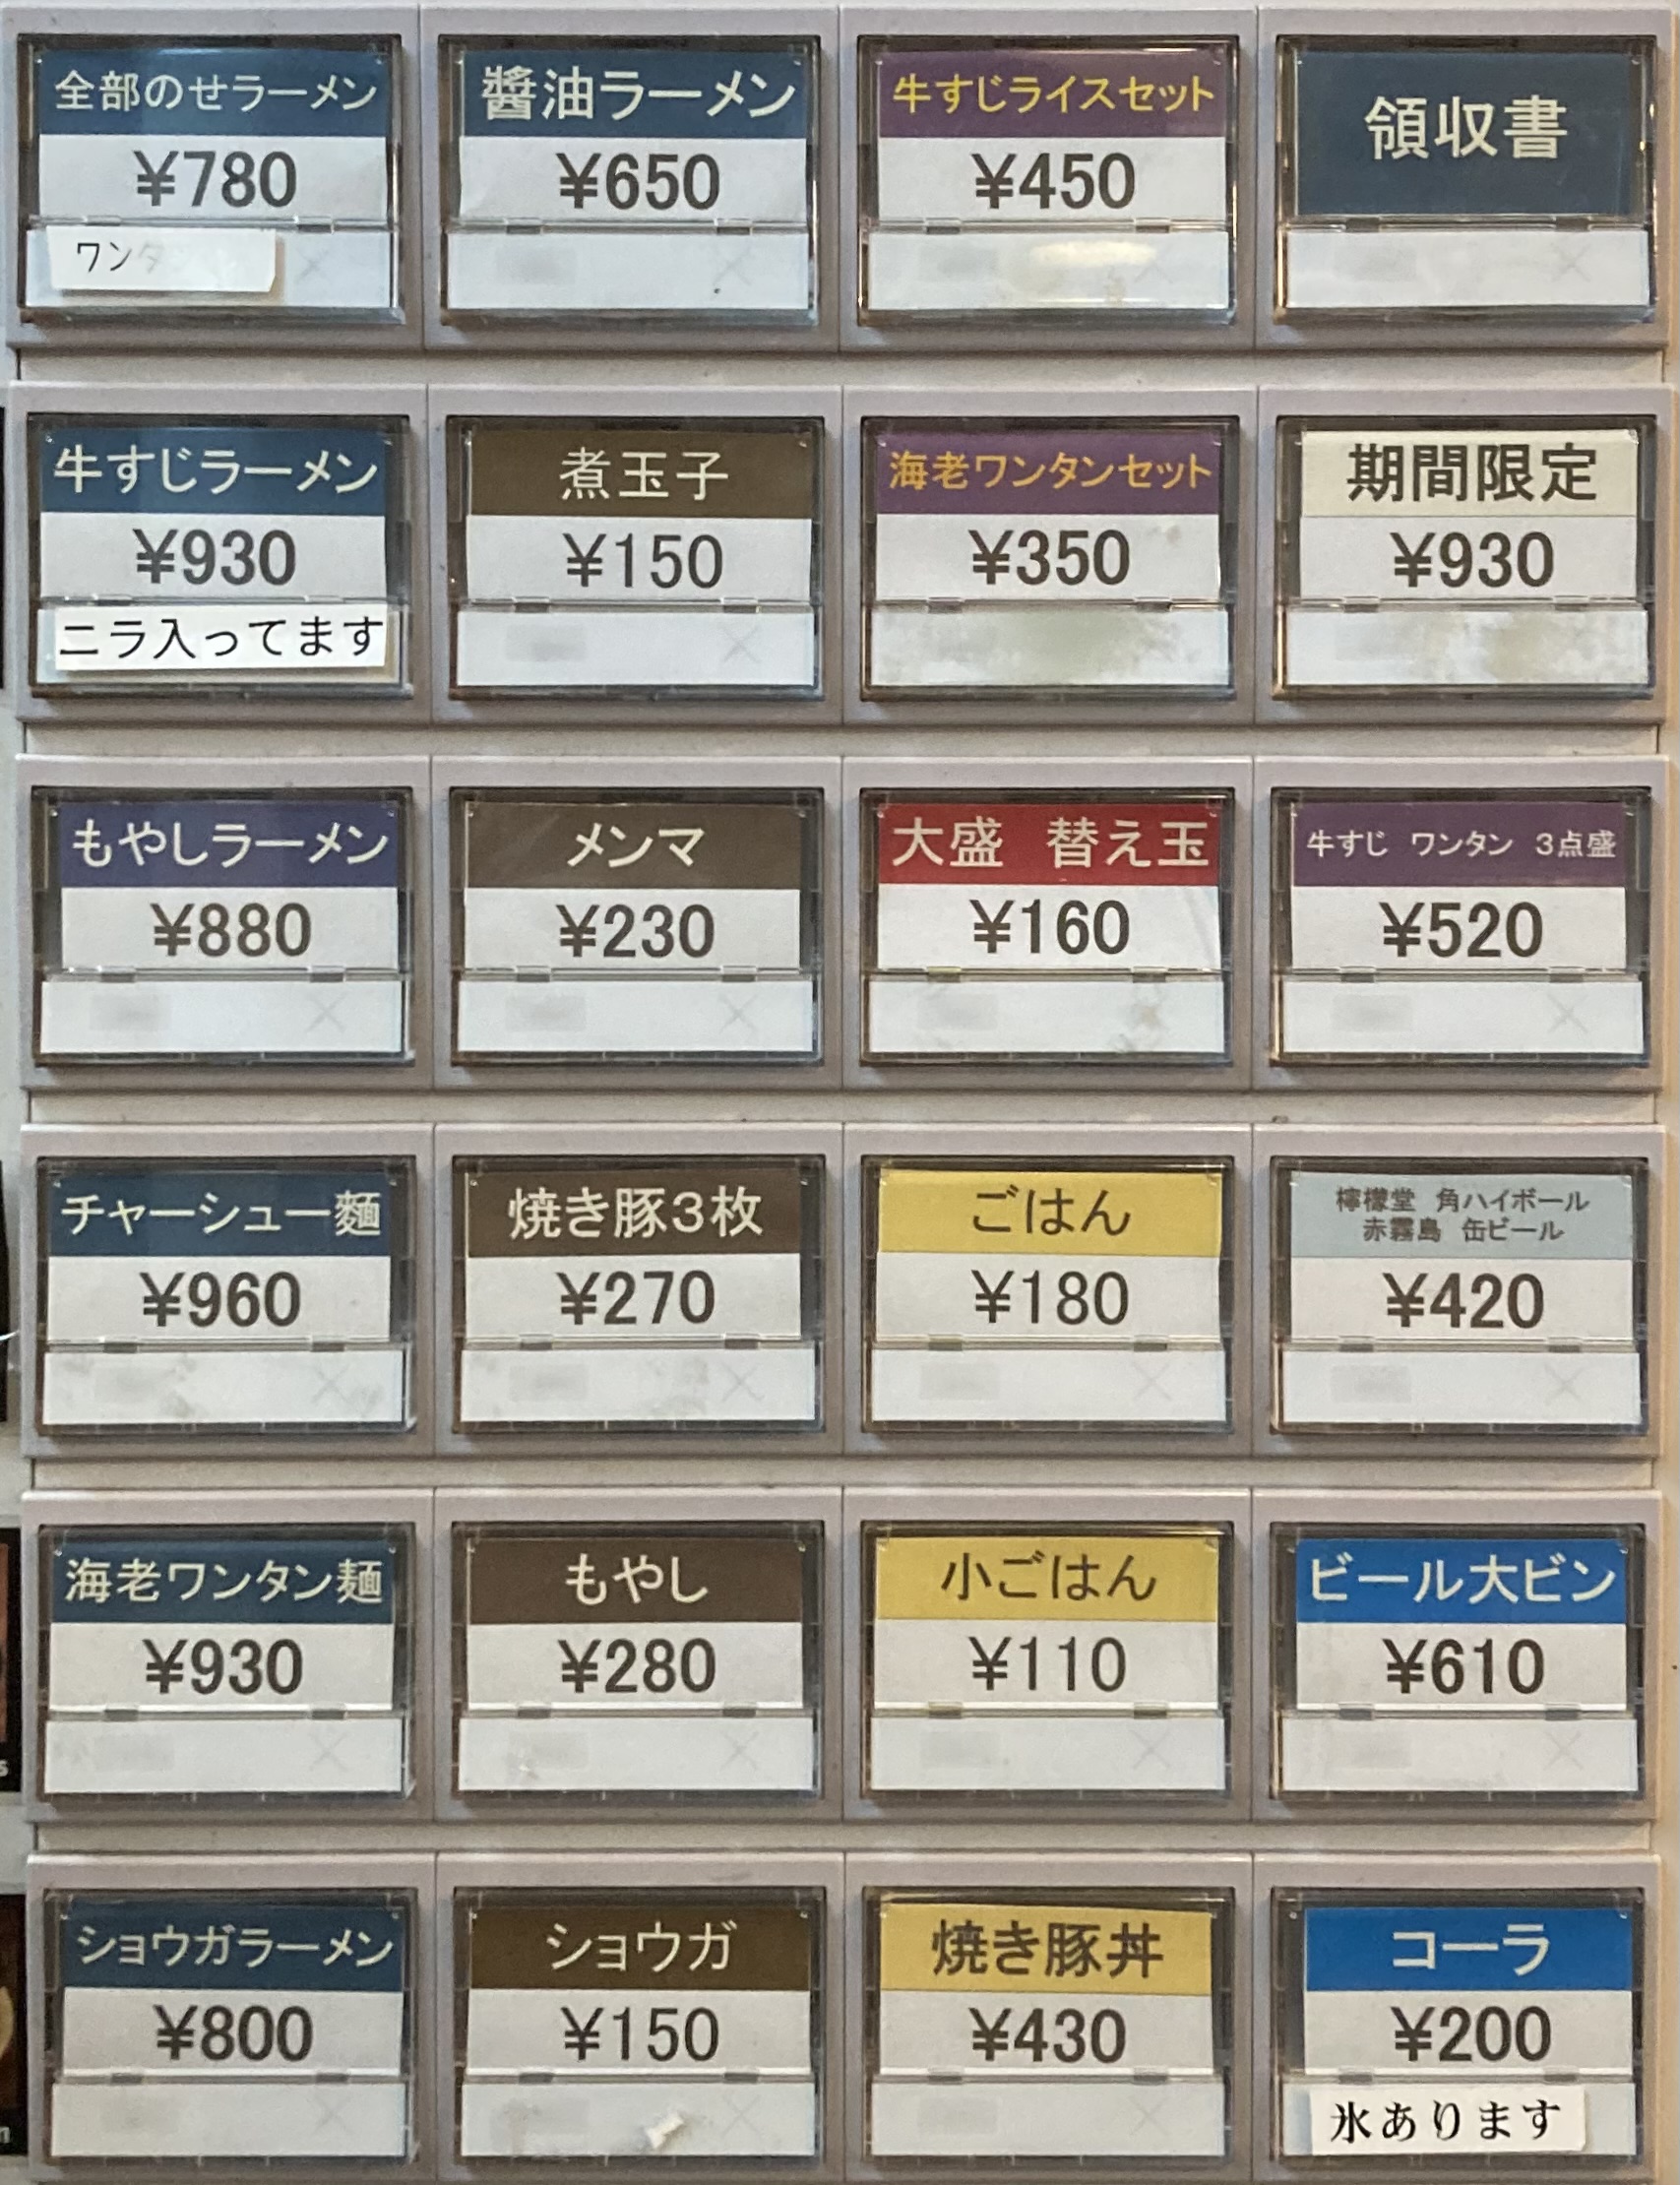 全部のせラーメン
¥780
ワンタ
醬油ラーメン
¥650
牛すじライスセット
¥450
領収書
牛すじラーメン
¥930
ニラ入ってます
煮玉子
¥150
海老ワンタンセット
¥350
期間限定
¥930
もやしラーメン
¥880
メンマ
¥230
大盛　替え玉
¥160
牛すじ　ワンタン　３点盛
¥520
チャーシュー麵
¥960
焼き豚３枚
¥270
ごはん
¥180
檸檬堂　角ハイボール
赤霧島　缶ビール
¥420
海老ワンタン麺
¥930
もやし
¥280
小ごはん
¥110
ビール大ビン
¥610
ショウガラーメン
¥800
ショウガ
¥150
焼き豚丼
¥430
コーラ
¥200
氷あります